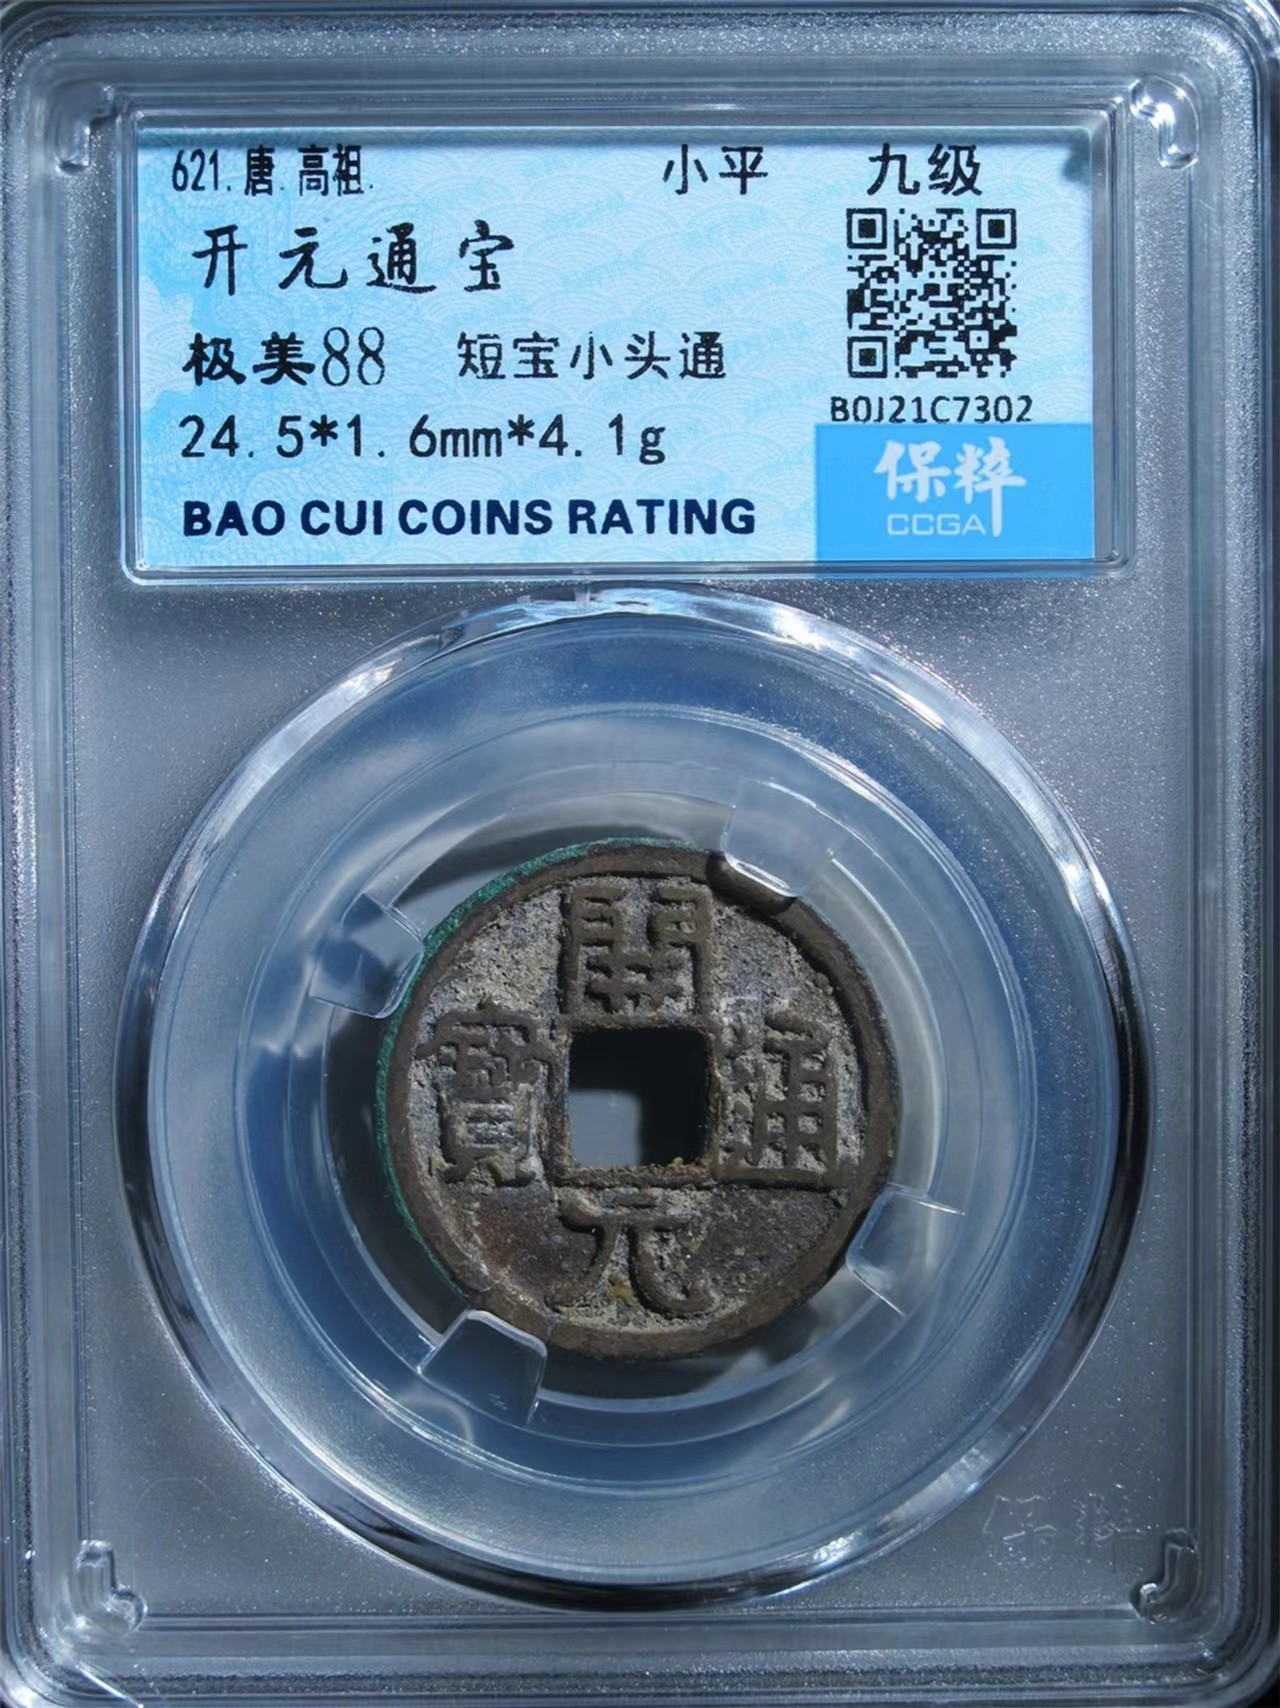 621.唐.高祖. 小平 九级
开元通宝
极美88 短宝小头通
B0J21C7302
24.5*1.6mm*4.1g
保粹
CCGA
BAO CUI COINS RATING
開
寶 通
元
保粹